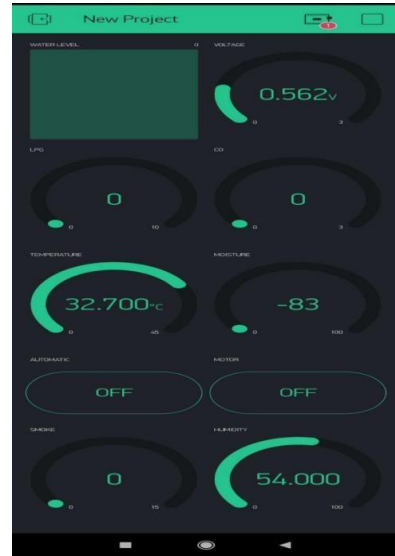 New Project
1
WATER LEVEL 0 VOLTAGE
0.562v
0 3
LPG CO
0 0
0 10 0 3
TEMPERATURE MOISTURE
32.700°C -83
0 45 0 100
AUTOMATIC MOTOR
OFF OFF
SMOKE HUMIDITY
0 54.000
0 15 0 100